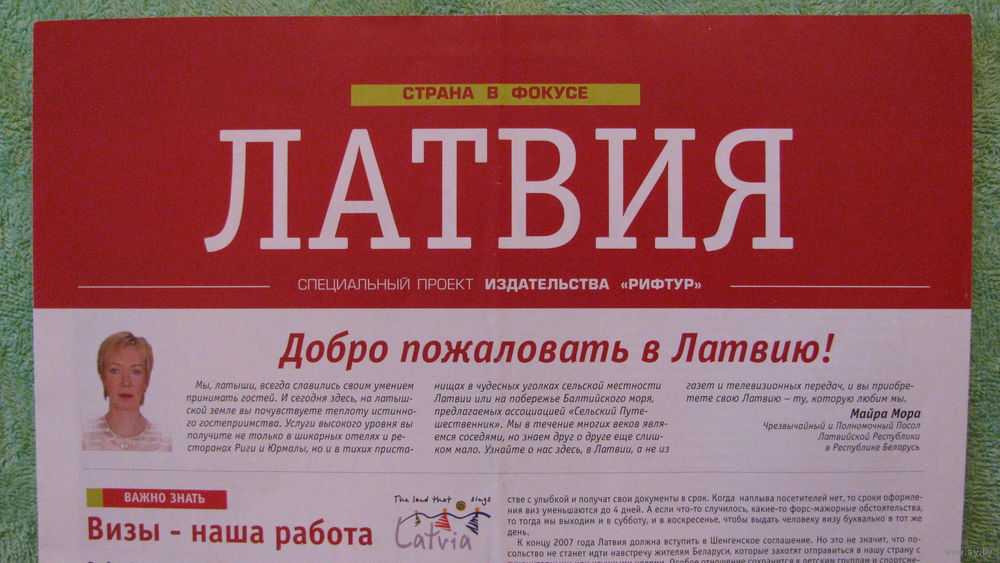 СТРАНА В ФОКУСЕ
ЛАТВИЯ
СПЕЦИАЛЬНЫЙ ПРОЕКТ ИЗДАТЕЛЬСТВА «РИФТУР»
Добро пожаловать в Латвию!
Мы, латыши, всегда славились своим умением
принимать гостей. И сегодня здесь, на латыш-
ской земле вы почувствуете теплоту истинно-
го гостеприимства. Услуги высокого уровня вы
получите не только в шикарных отелях и ре-
сторанах Риги и Юрмалы, но и в тихих приста-
нищах в чудесных уголках сельской местности
Латвии или на побережье Балтийского моря,
предлагаемых ассоциацией «Сельский Путе-
шественник». Мы в течение многих веков явля-
емся соседями, но знаем друг о друге еще слиш-
ком мало. Узнайте о нас здесь, в Латвии, а не из
газет и телевизионных передач, и вы приобре-
тете свою Латвию – ту, которую любим мы.
Майра Мора
Чрезвычайный и Полномочный Посол
Латвийской Республики
в Республике Беларусь
ВАЖНО ЗНАТЬ
Визы - наша работа
The land that sings
Latvia
стве с улыбкой и получат свои документы в срок. Когда наплыва посетителей нет, то сроки оформле-
ния виз уменьшаются до 4 дней. А если что-то случилось, какие-то форс-мажорные обстоятельства,
то тогда мы выходим и в субботу, и в воскресенье, чтобы выдать человеку визу буквально в тот же
день.
К концу 2007 года Латвия должна вступить в Шенгенское соглашение. Но это не значит, что по-
сольство не станет идти навстречу жителям Беларуси, которые захотят отправиться в нашу страну с
www.ay.by